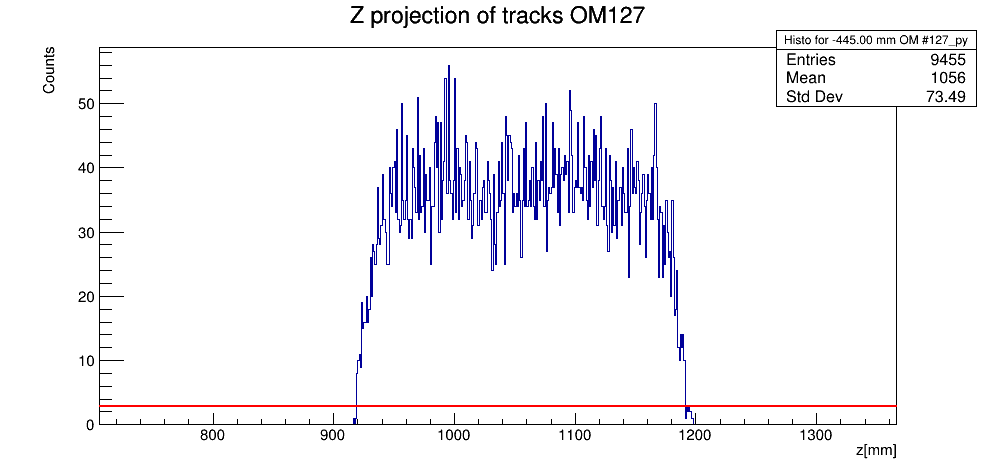 Z projection of tracks OM127
Histo for -445.00 mm OM #127_py
Entries 9455
Mean 1056
Std Dev 73.49
Counts
50
40
30
20
10
0
800 900 1000 1100 1200 1300
z[mm]